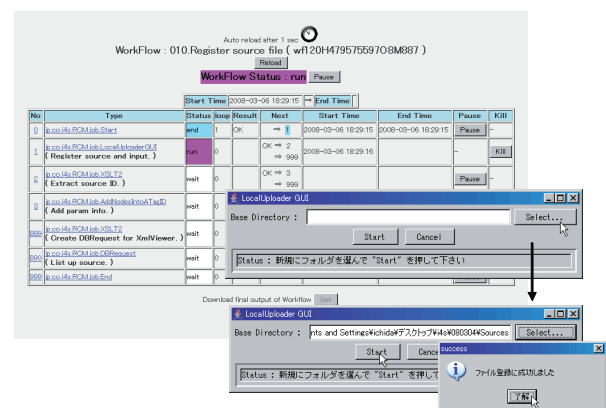 Auto reload after 1 sec
WorkFlow : 010.Register source file ( wf120H479575597O8M887 )
Reload
WorkFlow Status : run Pause
Start Time 2008-03-06 18:29:15 ⇒ End Time
No Type Status loop Result Next Start Time End Time Pause Kill
0 jp.co.i4s.RCM.job.Start end 1 OK ⇒ 1 2008-03-06 18:29:15 2008-03-06 18:29:15 Pause -
1 jp.co.i4s.RCM.job.LocalUploaderGUI
( Register source and input. ) run 0 OK ⇒ 2
⇒ 999 2008-03-06 18:29:16 - Kill
2 jp.co.i4s.RCM.job.XSLT2
( Extract source ID. ) wait 0 OK ⇒ 3
⇒ 999 Pause -
3 jp.co.i4s.RCM.job.AddNodesIntoATagID
( Add param info. ) wait 0
889 jp.co.i4s.RCM.job.XSLT2
( Create DBRequest for XmlViewer. ) wait 0
890 jp.co.i4s.RCM.job.DBRequest
( List up source. ) wait 0
999 jp.co.i4s.RCM.job.End wait 0
Download final output of Workflow Get
LocalUploader GUI
Base Directory : Select...
Start Cancel
Status : 新規にフォルダを選んで "Start" を押して下さい
LocalUploader GUI
Base Directory : nts and Settings¥ichida¥デスクトップ¥i4s¥080304¥Sources Select...
Start Cance
Status : 新規にフォルダを選んで "Start" を押して
success
ファイル登録に成功しました
了解